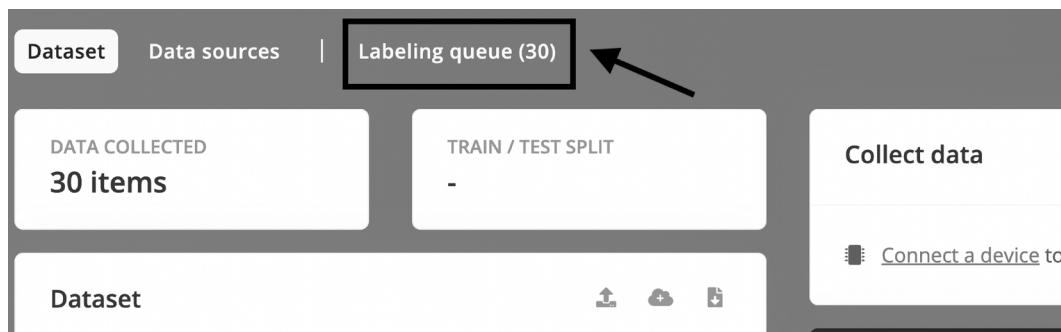 Dataset
Data sources
Labeling queue (30)
DATA COLLECTED
30 items
TRAIN / TEST SPLIT
-
Collect data
Connect a device to
Dataset